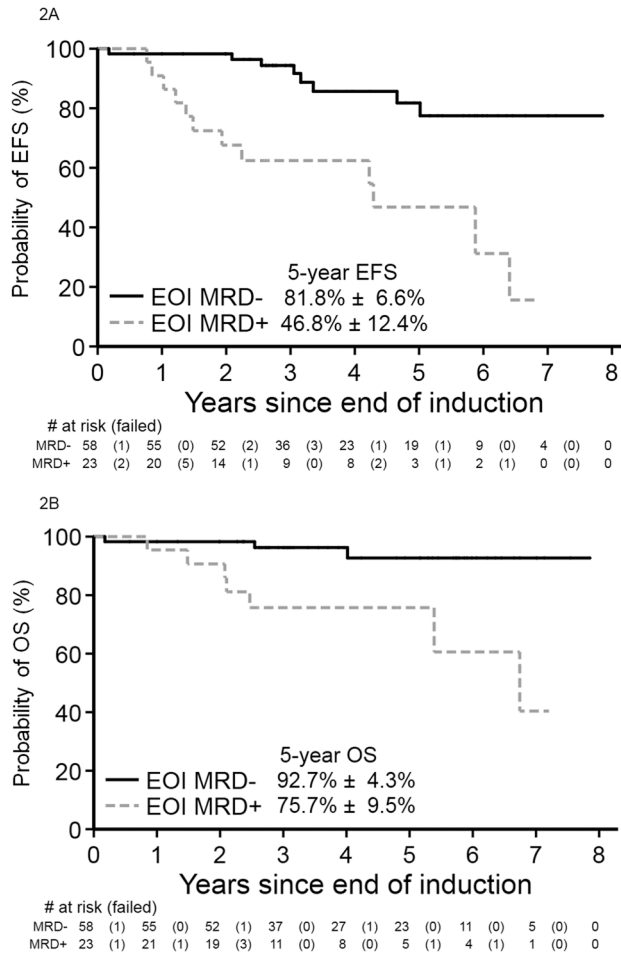 2A
Probability of EFS (%)
100
80
60
40
20
0
5-year EFS
EOI MRD- 81.8% ± 6.6%
EOI MRD+ 46.8% ± 12.4%
0 1 2 3 4 5 6 7 8
Years since end of induction
# at risk (failed)
MRD- 58 (1) 55 (0) 52 (2) 36 (3) 23 (1) 19 (1) 9 (0) 4 (0) 0
MRD+ 23 (2) 20 (5) 14 (1) 9 (0) 8 (2) 3 (1) 2 (1) 0 (0) 0
2B
Probability of OS (%)
100
80
60
40
20
0
5-year OS
EOI MRD- 92.7% ± 4.3%
EOI MRD+ 75.7% ± 9.5%
0 1 2 3 4 5 6 7 8
Years since end of induction
# at risk (failed)
MRD- 58 (1) 55 (0) 52 (1) 37 (0) 27 (1) 23 (0) 11 (0) 5 (0) 0
MRD+ 23 (1) 21 (1) 19 (3) 11 (0) 8 (0) 5 (1) 4 (1) 1 (0) 0